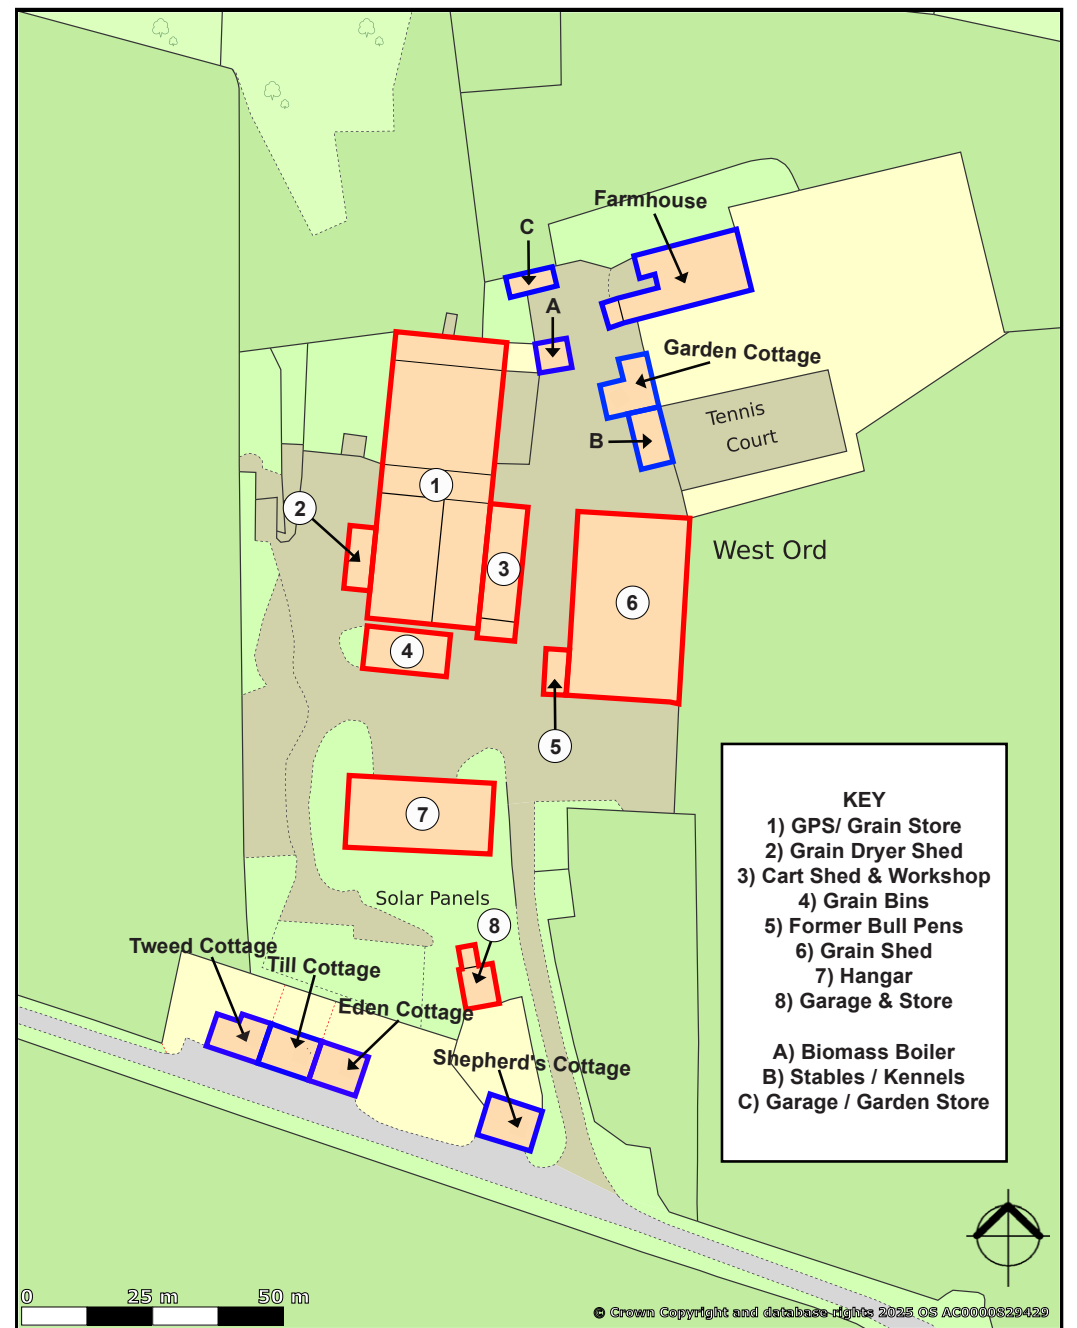 Farmhouse
C
A
Garden Cottage
Tennis
Court
B
1
2
3
West Ord
6
4
5
7
KEY
1) GPS/ Grain Store
2) Grain Dryer Shed
3) Cart Shed & Workshop
4) Grain Bins
5) Former Bull Pens
6) Grain Shed
7) Hangar
8) Garage & Store
A) Biomass Boiler
B) Stables / Kennels
C) Garage / Garden Store
Solar Panels
8
Tweed Cottage
Till Cottage
Eden Cottage
Shepherd's Cottage
0 25 m 50 m
© Crown Copyright and database rights 2025 OS AC0000829429